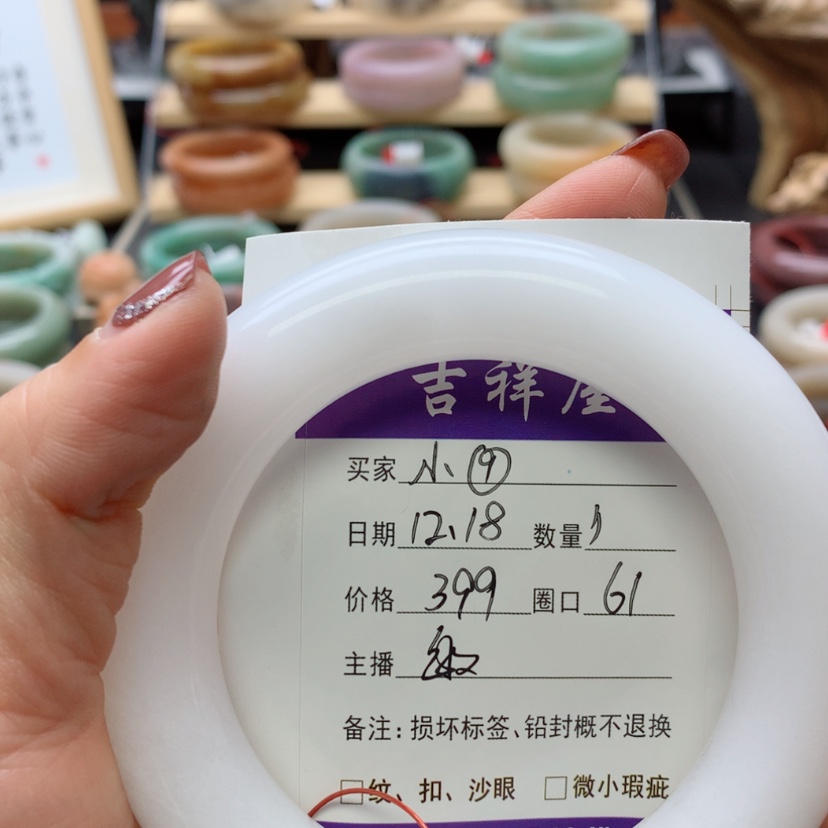 吉祥屋
买家 小⑨
日期 12、18 数量 1
价格 399 圈口 61
主播 敏
备注：损坏标签、铅封概不退换
□纹、扣、沙眼 □微小瑕疵